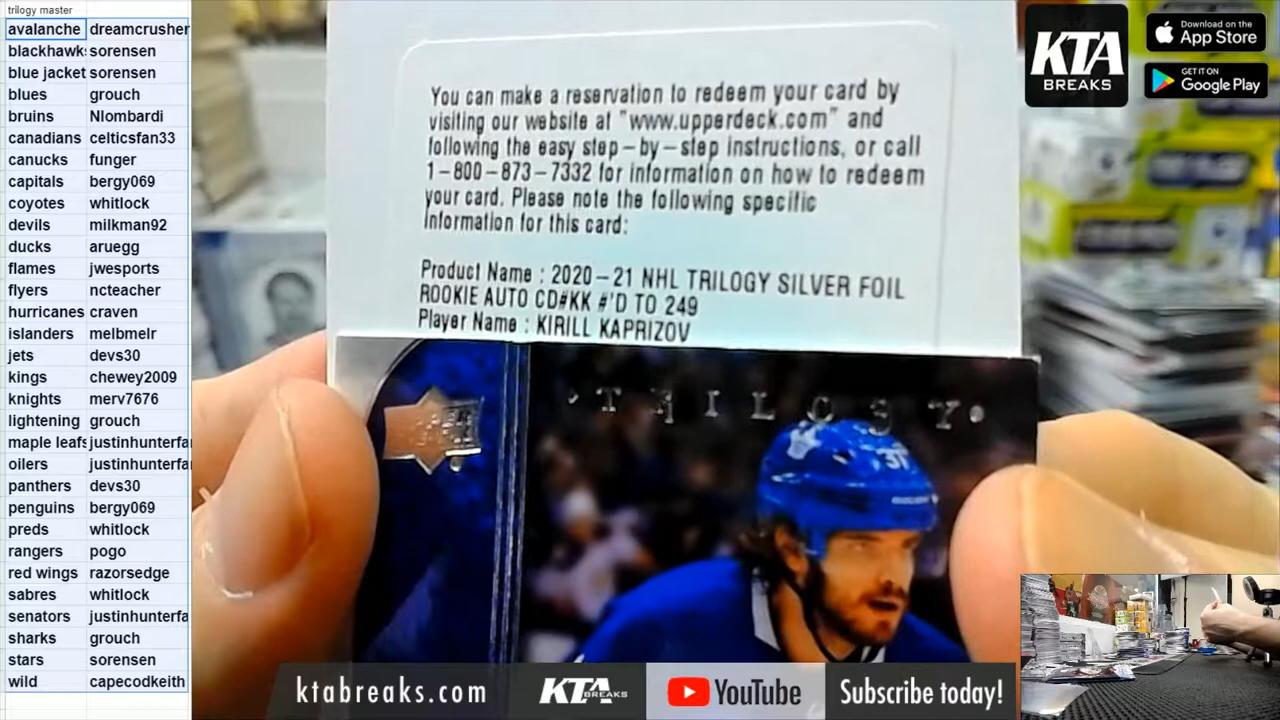 trilogy master
avalanche dreamcrusher
blackhawks sorensen
blue jacket sorensen
blues grouch
bruins Nlombardi
canadians celticsfan33
canucks funger
capitals bergy069
coyotes whitlock
devils milkman92
ducks aruegg
flames jwesports
flyers ncteacher
hurricanes craven
islanders melbmelr
jets devs30
kings chewey2009
knights merv7676
lightening grouch
maple leafs justinhunterfa
oilers justinhunterfa
panthers devs30
penguins bergy069
preds whitlock
rangers pogo
red wings razorsedge
sabres whitlock
senators justinhunterfa
sharks grouch
stars sorensen
wild capecodkeith
You can make a reservation to redeem your card by
visiting our website at "www.upperdeck.com" and
following the easy step-by-step instructions, or call
1-800-873-7332 for information on how to redeem
your card. Please note the following specific
information for this card:
Product Name : 2020-21 NHL TRILOGY SILVER FOIL
ROOKIE AUTO CD#KK #'D TO 249
Player Name : KIRILL KAPRIZOV
TRILOGY
31
KTA
BREAKS
Download on the
App Store
GET IT ON
Google Play
ktabreaks.com
KTA BREAKS
YouTube
Subscribe today!